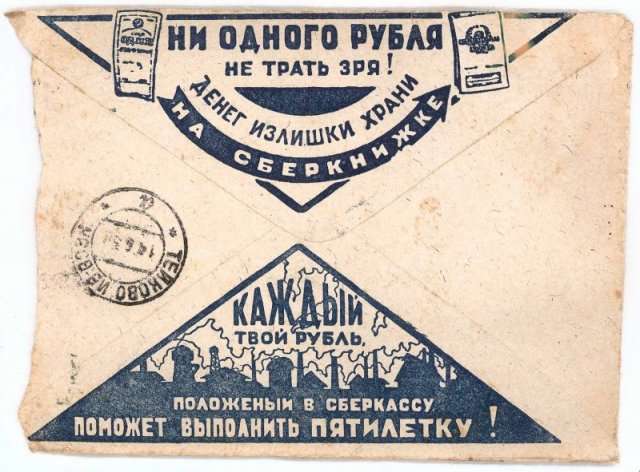 НИ ОДНОГО РУБЛЯ
НЕ ТРАТЬ ЗРЯ!
ДЕНЕГ ИЗЛИШКИ ХРАНИ
НА СБЕРКНИЖКЕ
ТЕЙКОВО
КАЖДЫЙ
ТВОЙ РУБЛЬ,
ПОЛОЖЕНЫЙ В СБЕРКАССУ
ПОМОЖЕТ ВЫПОЛНИТЬ ПЯТИЛЕТКУ!